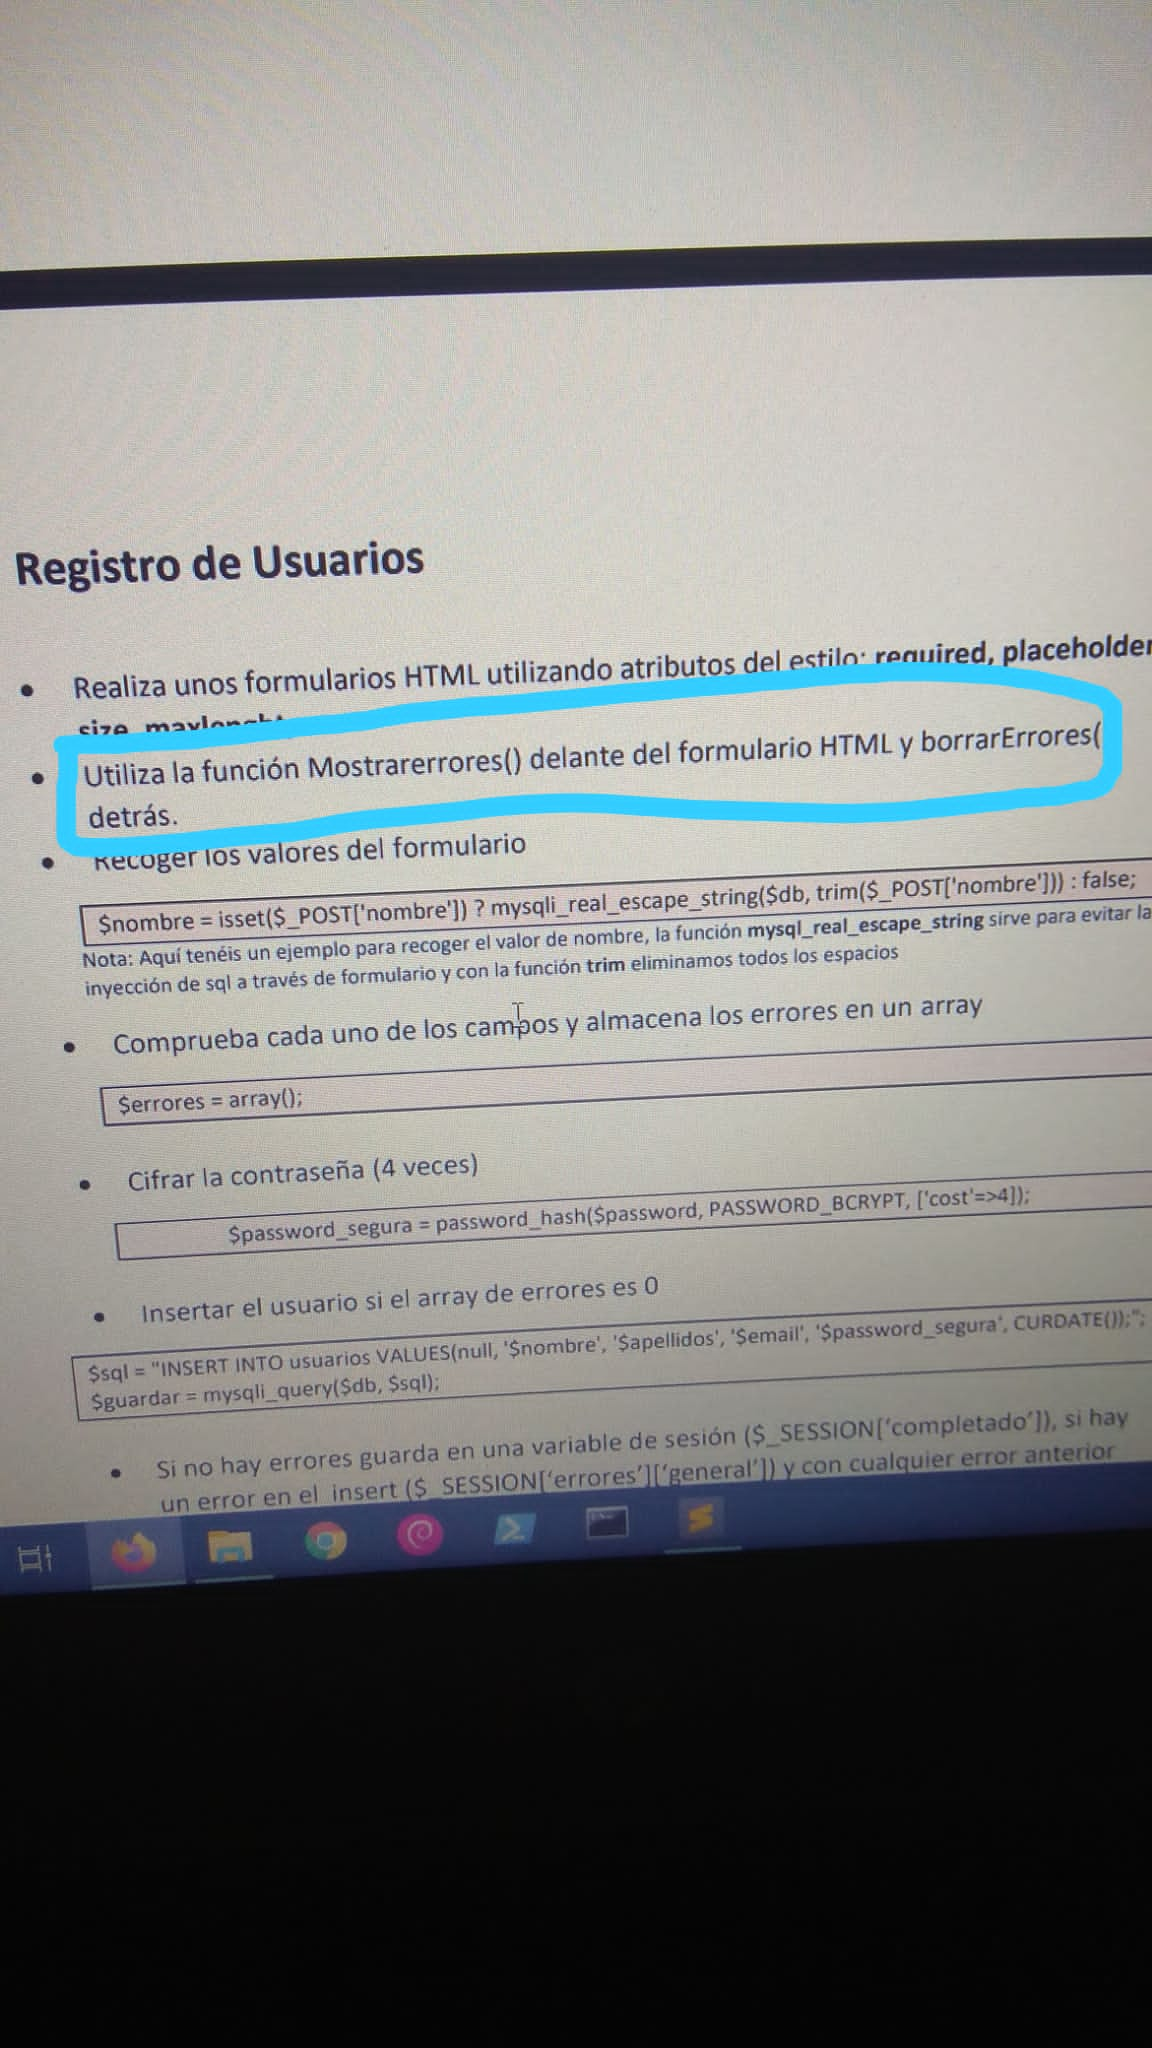 Registro de Usuarios
• Realiza unos formularios HTML utilizando atributos del estilo: required, placeholder
size, maxlenght
• Utiliza la función Mostrarerrores() delante del formulario HTML y borrarErrores(
detrás.
• Recoger los valores del formulario
$nombre = isset($_POST['nombre']) ? mysqli_real_escape_string($db, trim($_POST['nombre'])) : false;
Nota: Aquí tenéis un ejemplo para recoger el valor de nombre, la función mysql_real_escape_string sirve para evitar la
inyección de sql a través de formulario y con la función trim eliminamos todos los espacios
• Comprueba cada uno de los campos y almacena los errores en un array
$errores = array();
• Cifrar la contraseña (4 veces)
$password_segura = password_hash($password, PASSWORD_BCRYPT, ['cost'=>4]);
• Insertar el usuario si el array de errores es 0
$sql = "INSERT INTO usuarios VALUES(null, '$nombre', '$apellidos', '$email', '$password_segura', CURDATE());";
$guardar = mysqli_query($db, $sql);
• Si no hay errores guarda en una variable de sesión ($_SESSION['completado']), si hay
un error en el insert ($_SESSION['errores']['general']) y con cualquier error anterior